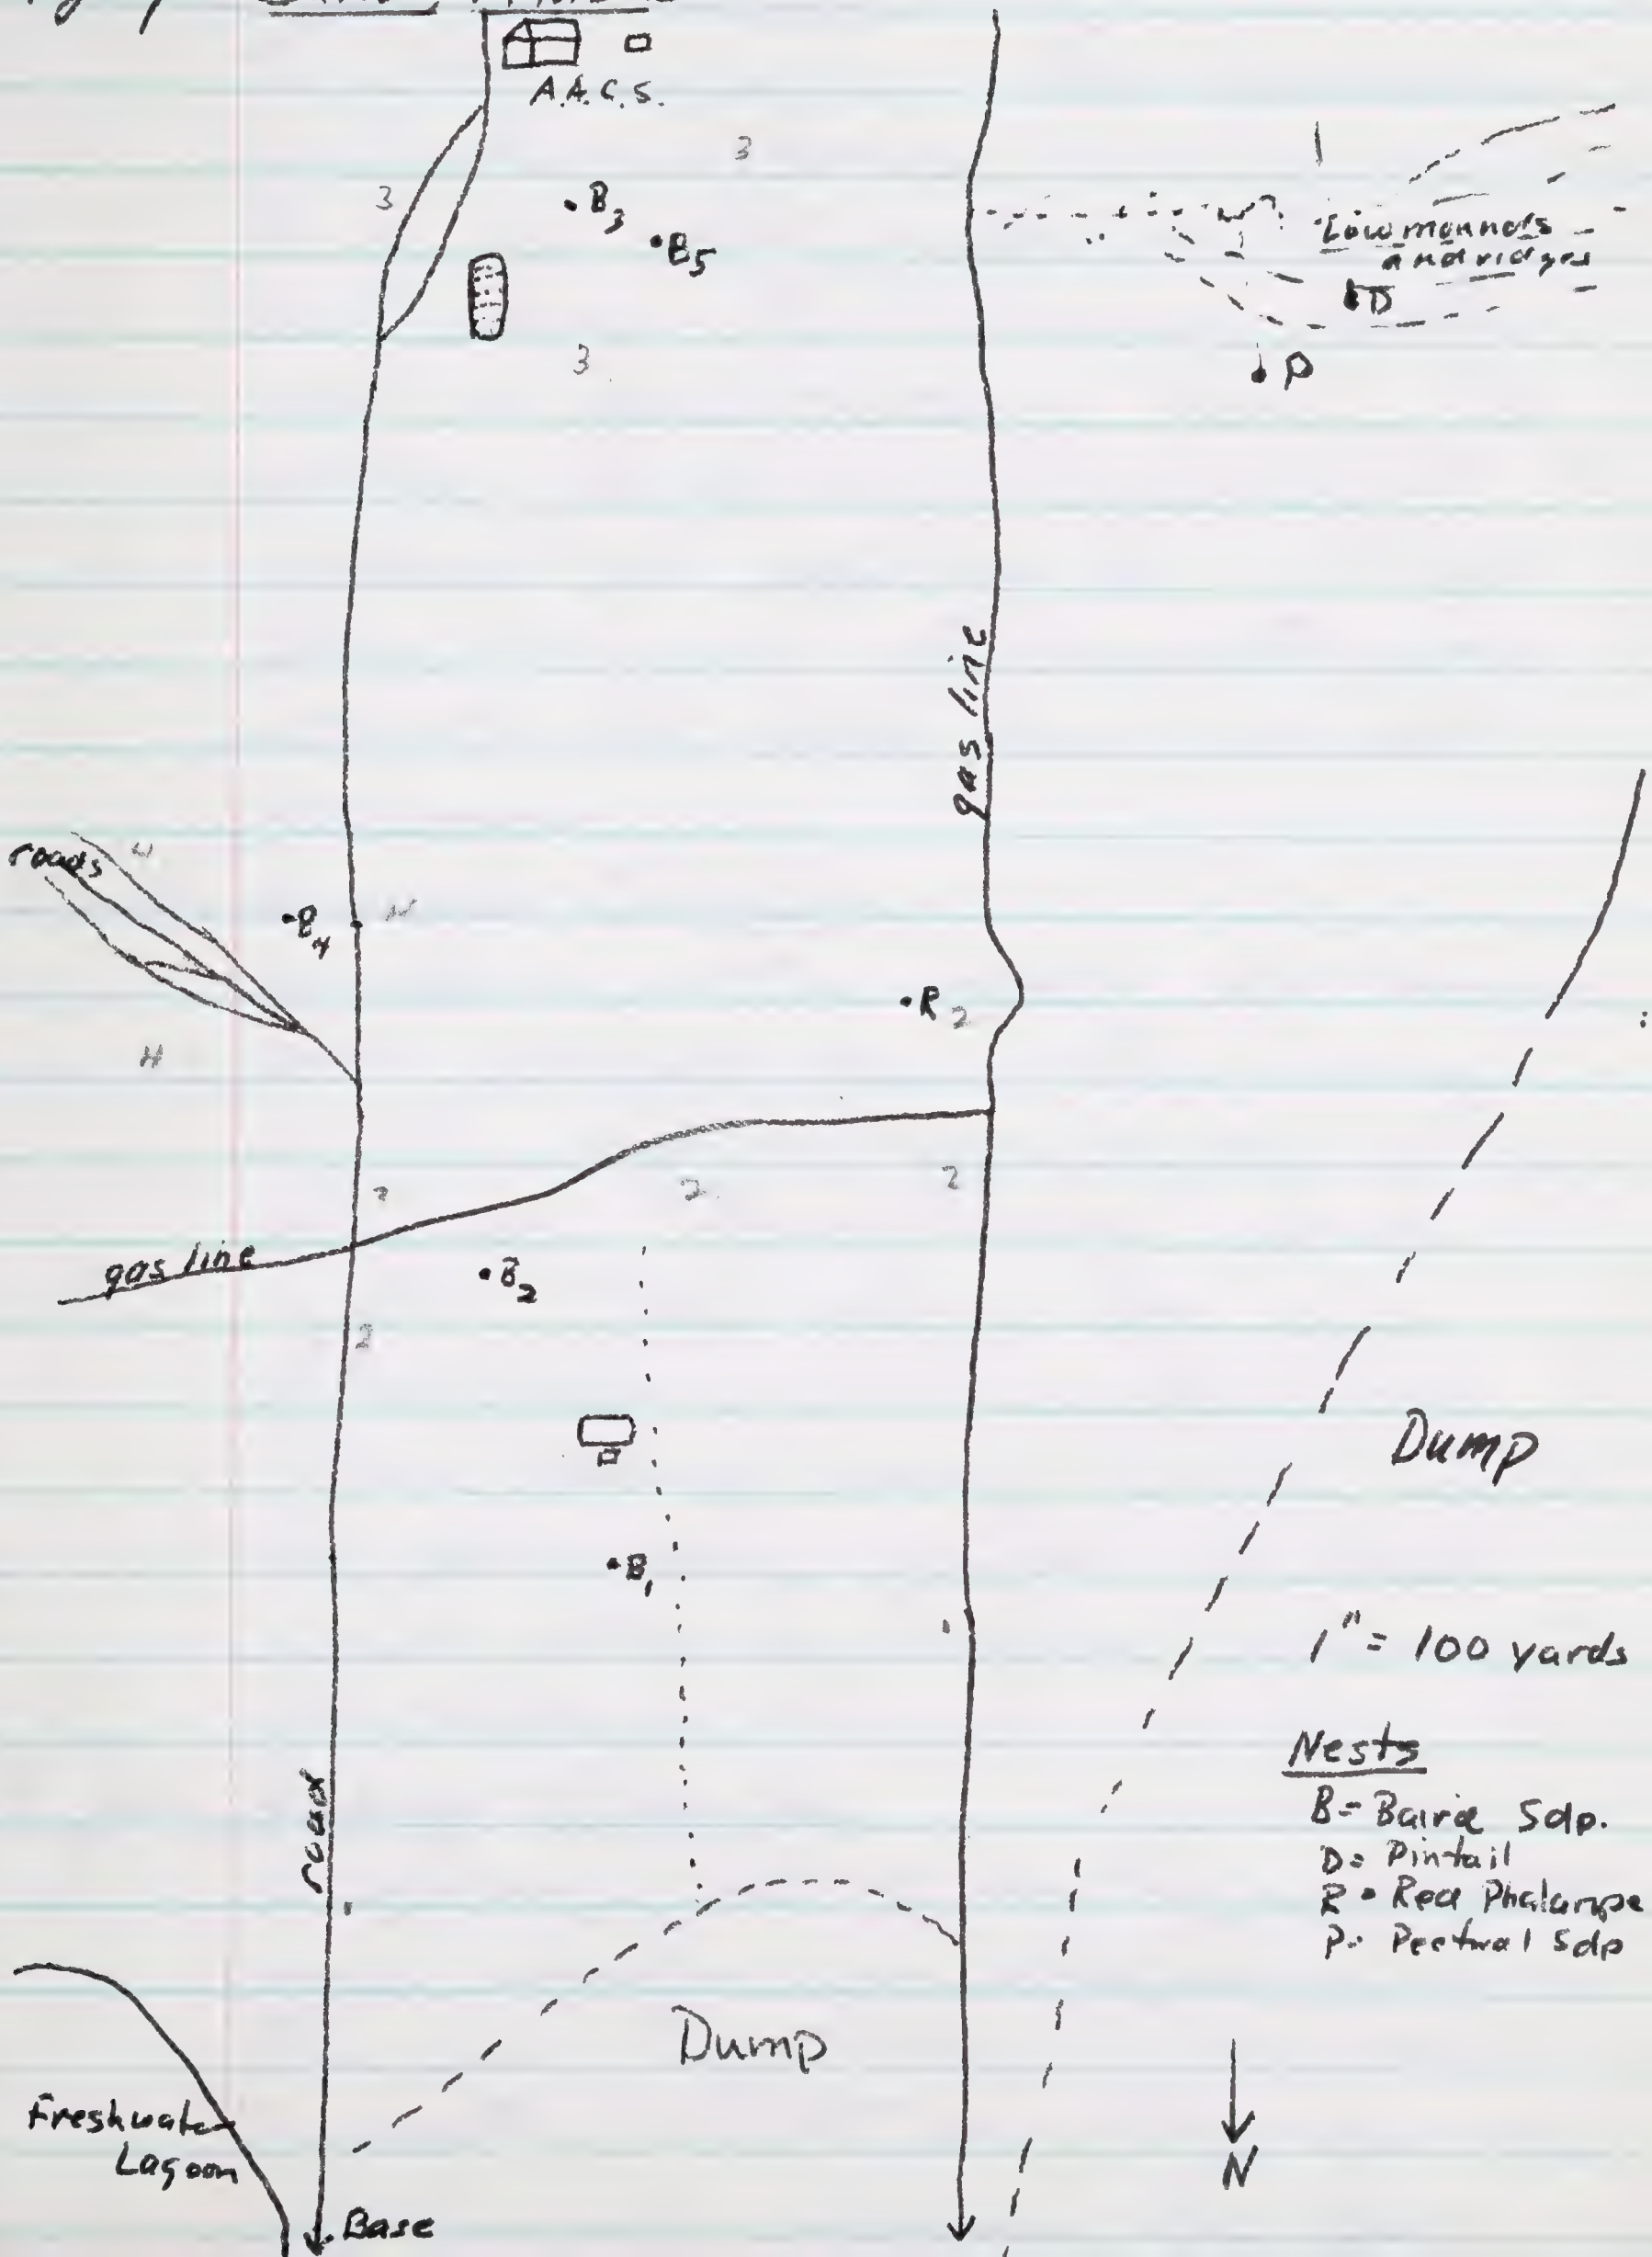 A.A.C.S.
3
3
B3
B5
3
Low mounds
and ridges
D
P
gas line
roads
B4
R2
2
2
gas line
B2
2
B1
Dump
1" = 100 yards
Nests
B = Baird Sdp.
D = Pintail
R = Red Phalarope
P = Pectoral Sdp
road
Dump
Freshwater
Lagoon
N
Base